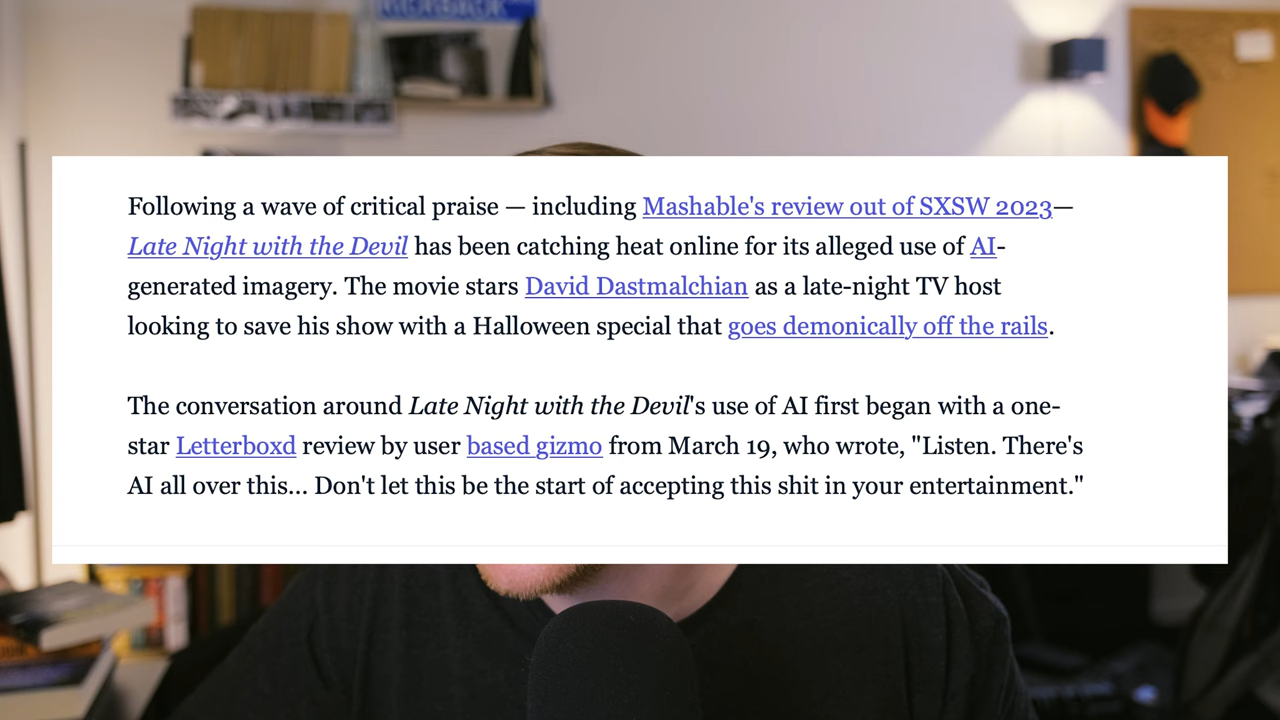 KICKBACK
Following a wave of critical praise — including Mashable's review out of SXSW 2023—
Late Night with the Devil has been catching heat online for its alleged use of AI-
generated imagery. The movie stars David Dastmalchian as a late-night TV host
looking to save his show with a Halloween special that goes demonically off the rails.
The conversation around Late Night with the Devil's use of AI first began with a one-
star Letterboxd review by user based gizmo from March 19, who wrote, "Listen. There's
AI all over this... Don't let this be the start of accepting this shit in your entertainment."